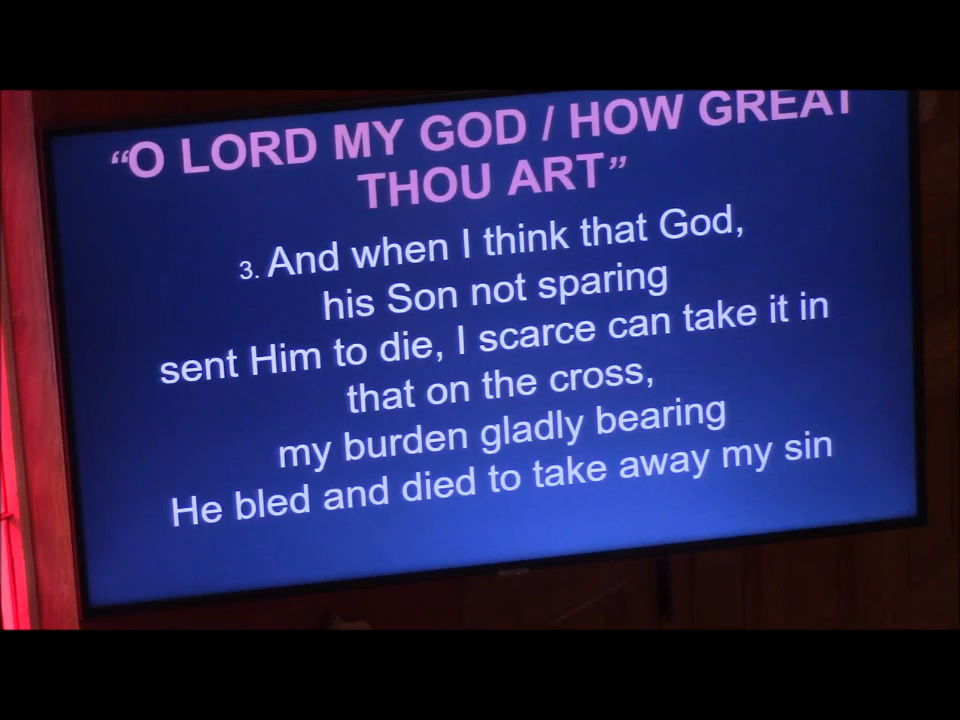 “O LORD MY GOD / HOW GREAT
THOU ART”
3. And when I think that God,
his Son not sparing
sent Him to die, I scarce can take it in
that on the cross,
my burden gladly bearing
He bled and died to take away my sin